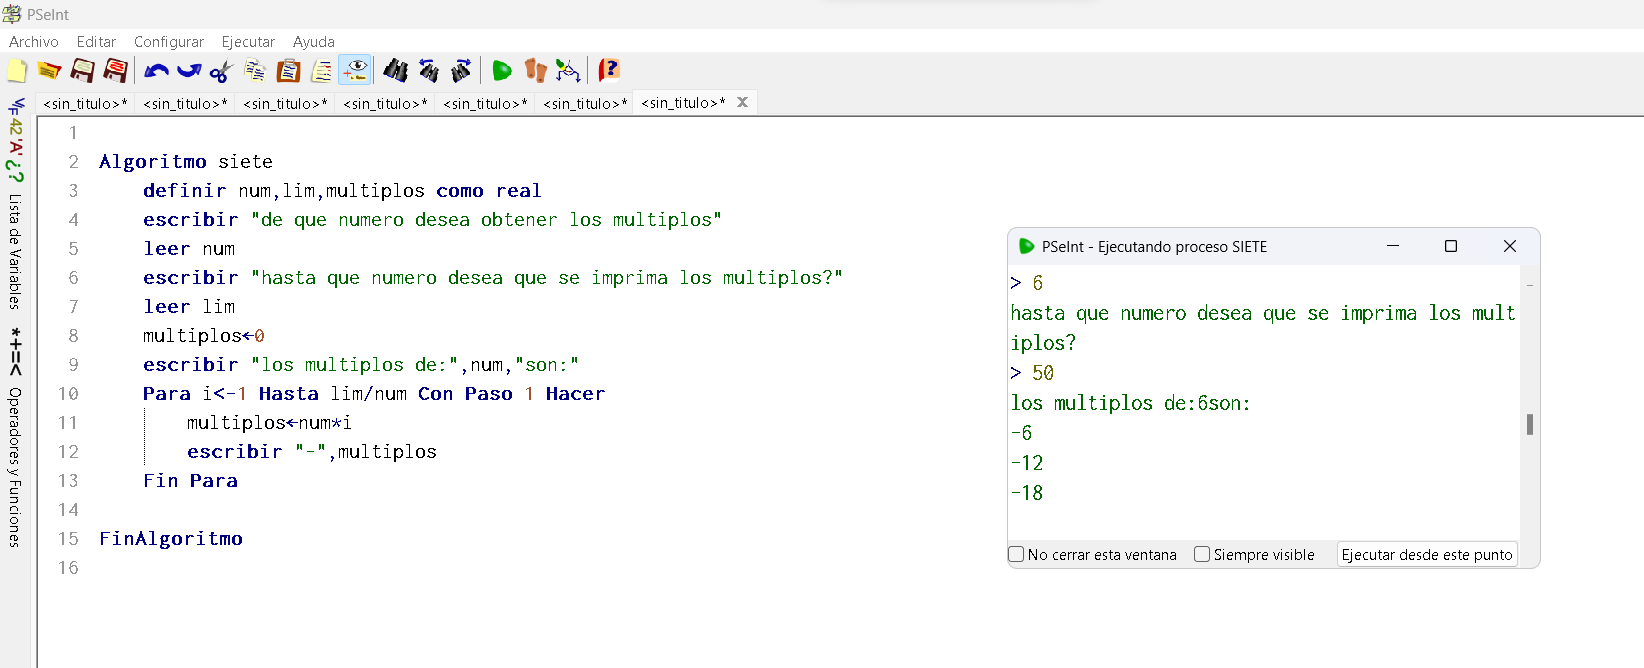 PSeInt
Archivo Editar Configurar Ejecutar Ayuda
<sin_titulo>* <sin_titulo>* <sin_titulo>* <sin_titulo>* <sin_titulo>* <sin_titulo>* <sin_titulo>*
42 'A' ¿? Lista de Variables
*+=< Operadores y Funciones
1
2 Algoritmo siete
3 definir num,lim,multiplos como real
4 escribir "de que numero desea obtener los multiplos"
5 leer num
6 escribir "hasta que numero desea que se imprima los multiplos?"
7 leer lim
8 multiplos←0
9 escribir "los multiplos de:",num,"son:"
10 Para i<-1 Hasta lim/num Con Paso 1 Hacer
11 multiplos←num*i
12 escribir "-",multiplos
13 Fin Para
14
15 FinAlgoritmo
16
PSeInt - Ejecutando proceso SIETE
> 6
hasta que numero desea que se imprima los mult
iplos?
> 50
los multiplos de:6son:
-6
-12
-18
No cerrar esta ventana Siempre visible Ejecutar desde este punto